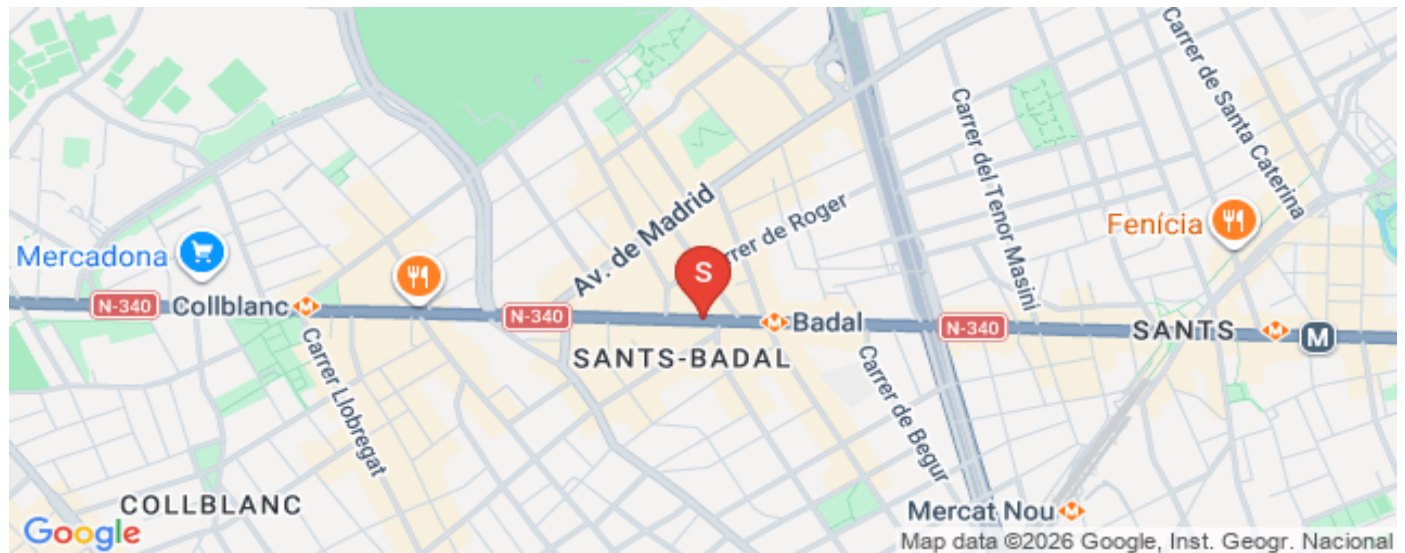 Carrer de Santa Caterina
Carrer del Tenor Masini
Av. de Madrid
rrer de Roger
Fenícia
Mercadona
S
N-340
Collblanc
N-340
Badal
N-340
SANTS
M
SANTS-BADAL
Carrer Llobregat
Carrer de Begur
COLLBLANC
Mercat Nou
Google
Map data ©2026 Google, Inst. Geogr. Nacional